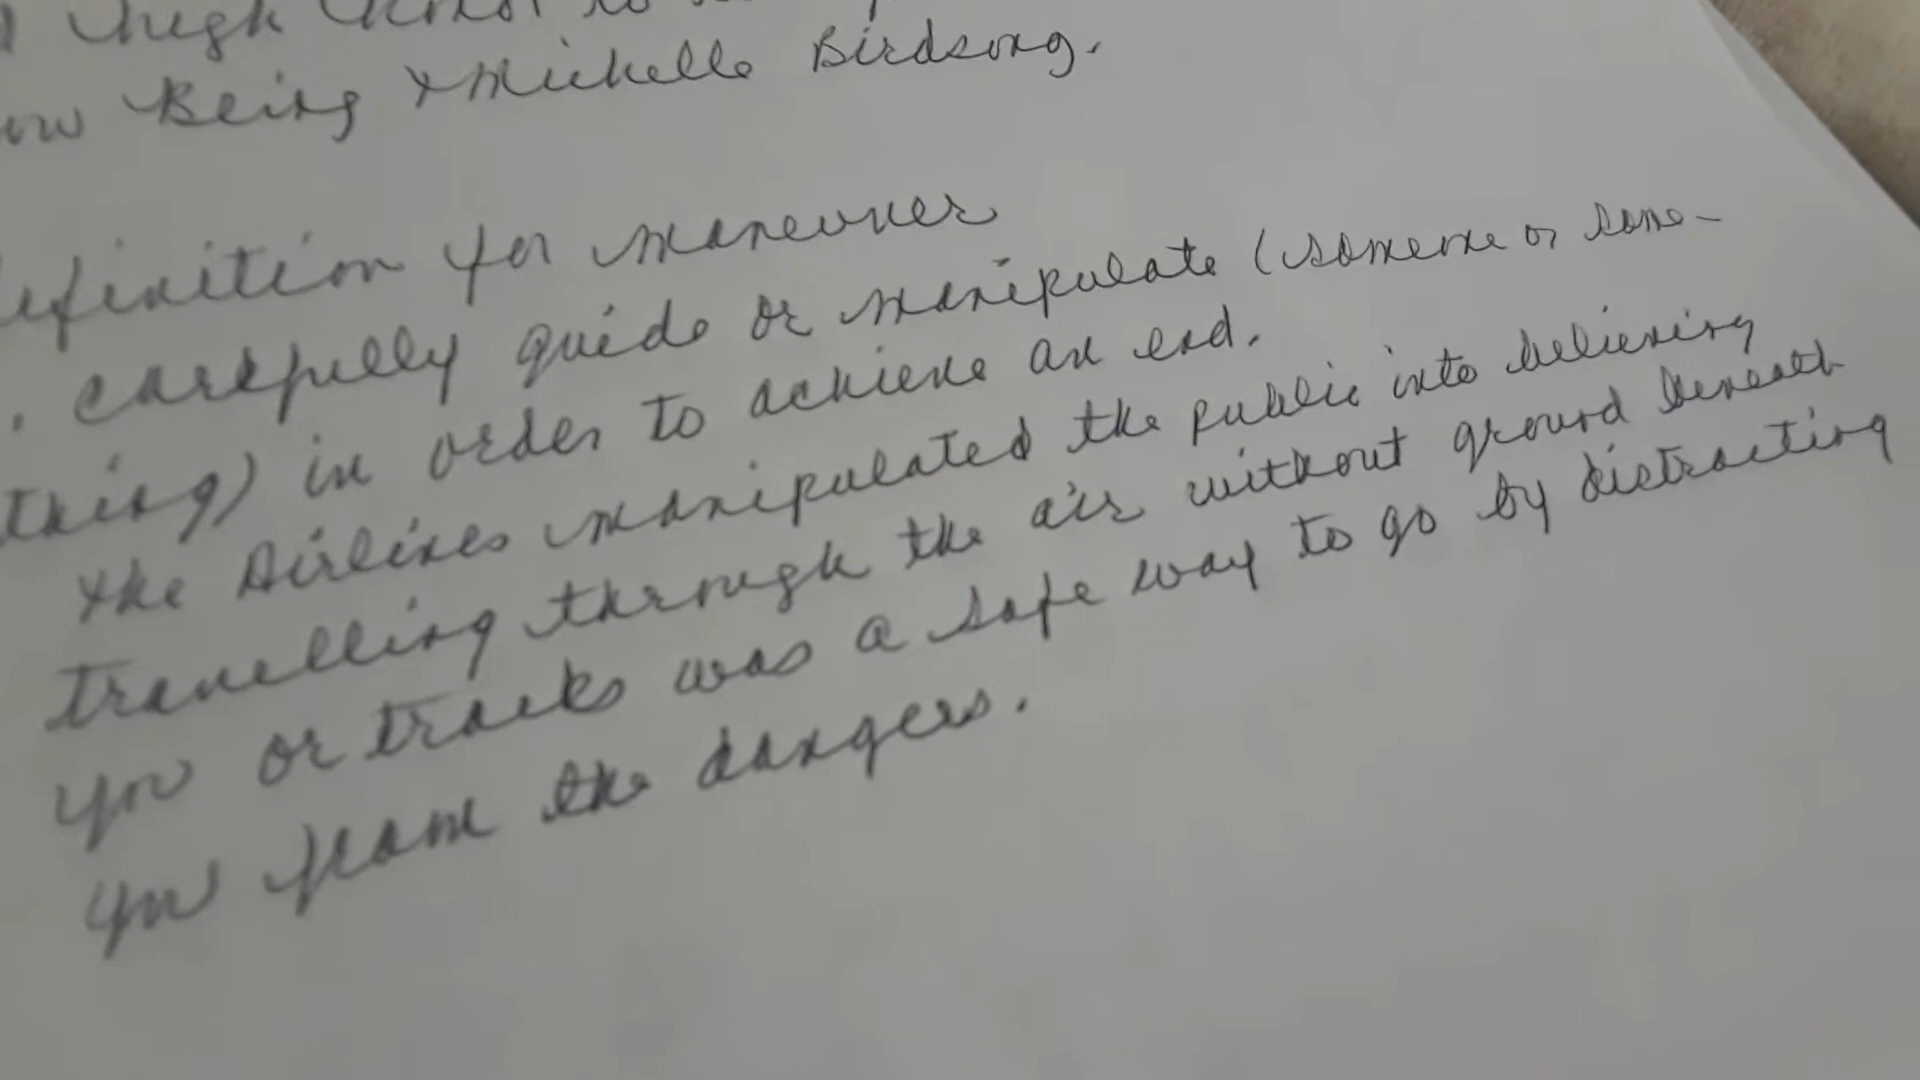 Being Michelle Birdsong.
efinition for maneuver
. carefully guide or manipulate (someone or some-
thing) in order to achieve an end.
the Airlines manipulated the public into believing
travelling through the air without ground beneath
you or tracks was a safe way to go by distracting
you from the dangers.